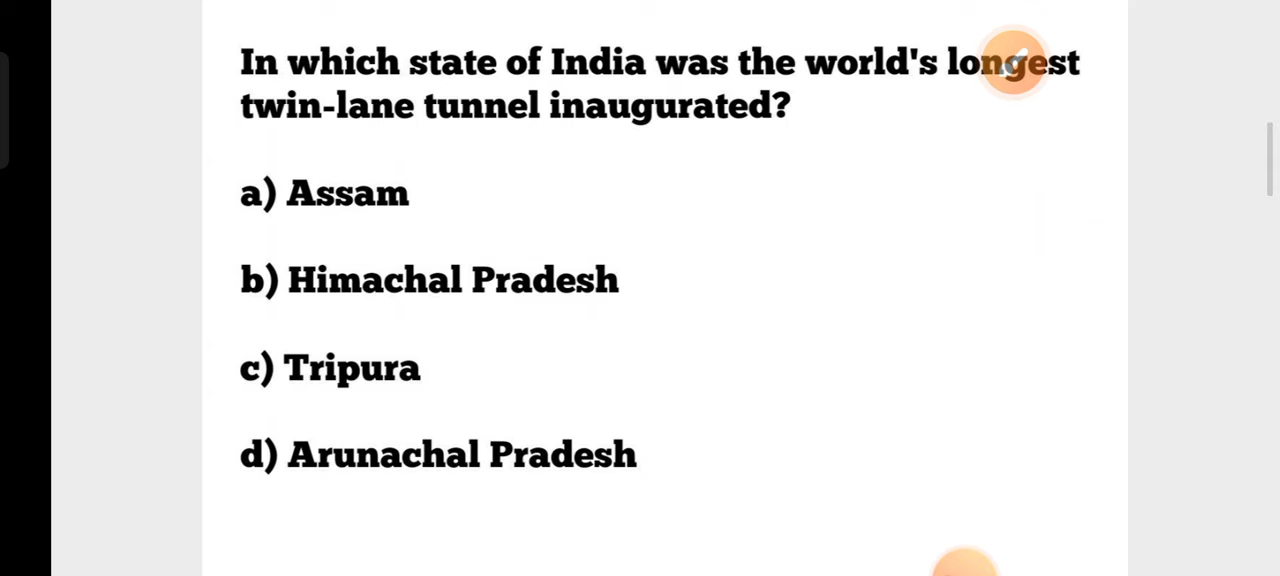 In which state of India was the world's longest
twin-lane tunnel inaugurated?
a) Assam
b) Himachal Pradesh
c) Tripura
d) Arunachal Pradesh